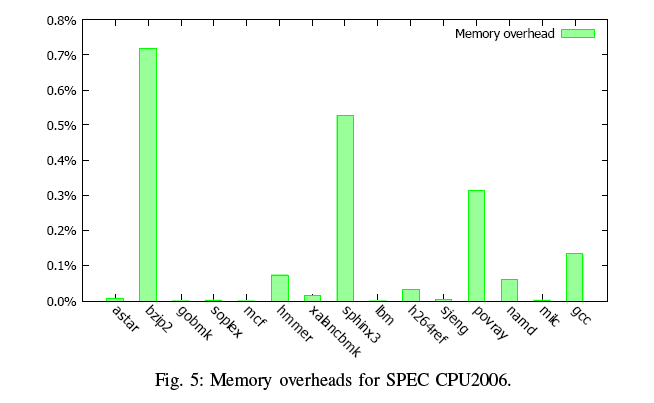 0.8%
Memory overhead
0.7%
0.6%
0.5%
0.4%
0.3%
0.2%
0.1%
0.0%
astar
bzip2
gobmk
soplex
mcf
hmmer
xalancbmk
sphinx3
lbm
h264ref
sjeng
povray
namd
milc
gcc
Fig. 5: Memory overheads for SPEC CPU2006.